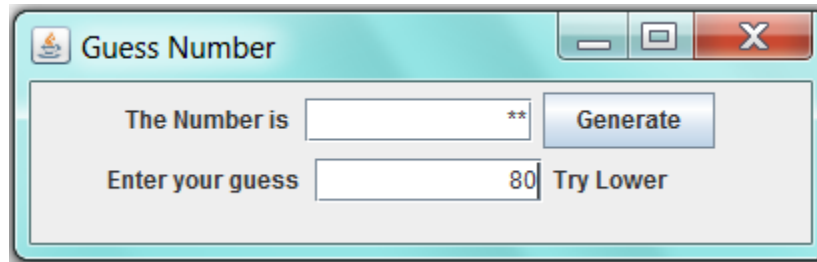 Guess Number
The Number is ** Generate
Enter your guess 80 Try Lower